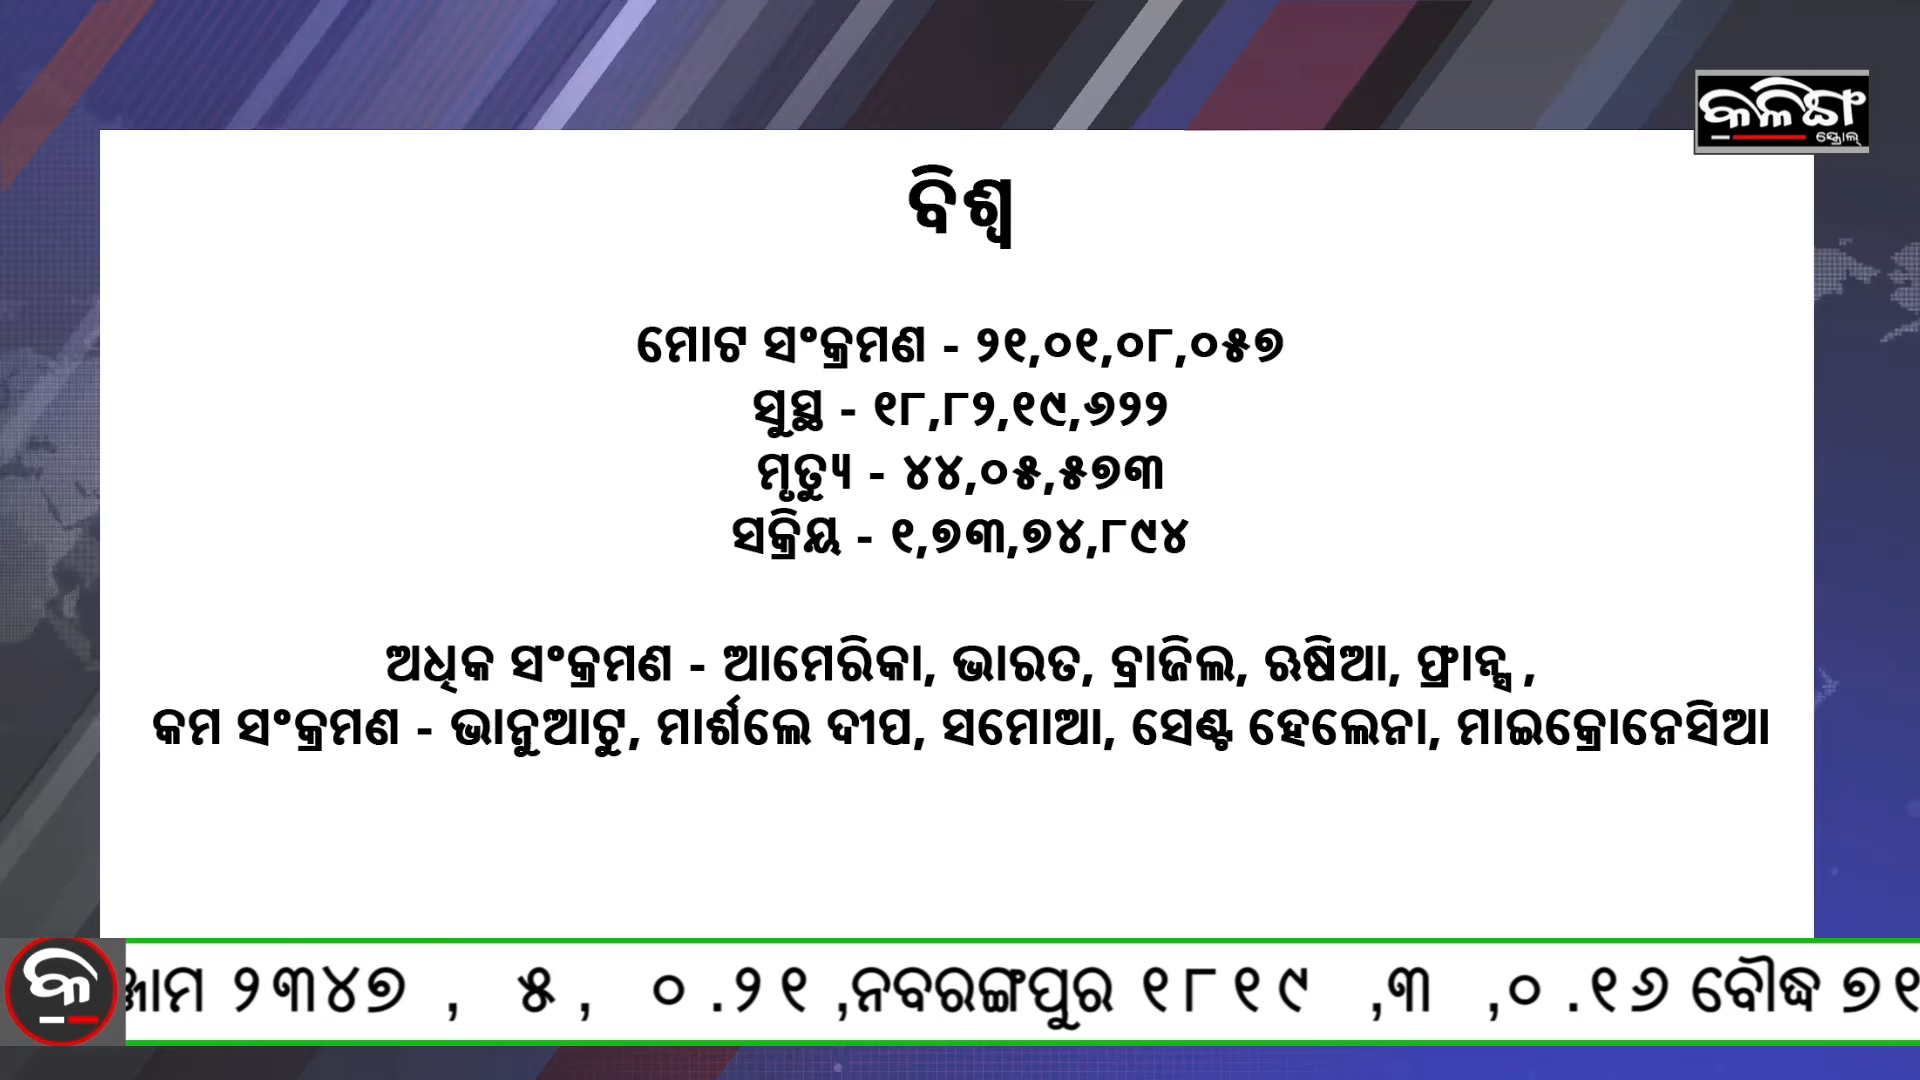 କଳିଙ୍ଗ
ସ୍କ୍ରୋଲ୍
ବିଶ୍ୱ
ମୋଟ ସଂକ୍ରମଣ - ୨୧,୦୧,୦୮,୦୫୭
ସୁସ୍ଥ - ୧୮,୮୨,୧୯,୬୨୨
ମୃତ୍ୟୁ - ୪୪,୦୫,୫୭୩
ସକ୍ରିୟ - ୧,୭୩,୭୪,୮୯୪
ଅଧିକ ସଂକ୍ରମଣ - ଆମେରିକା, ଭାରତ, ବ୍ରାଜିଲ, ଋଷିଆ, ଫ୍ରାନ୍ସ,
କମ ସଂକ୍ରମଣ - ଭାନୁଆଟୁ, ମାର୍ଶଲେ ଦୀପ, ସମୋଆ, ସେଣ୍ଟ ହେଲେନା, ମାଇକ୍ରୋନେସିଆ
କ
୨୩୪୭ , ୫ , ୦ .୨୧ ,ନବରଙ୍ଗପୁର ୧୮୧୯ ,୩ ,୦ .୧୬ ବୌଦ୍ଧ ୭୧